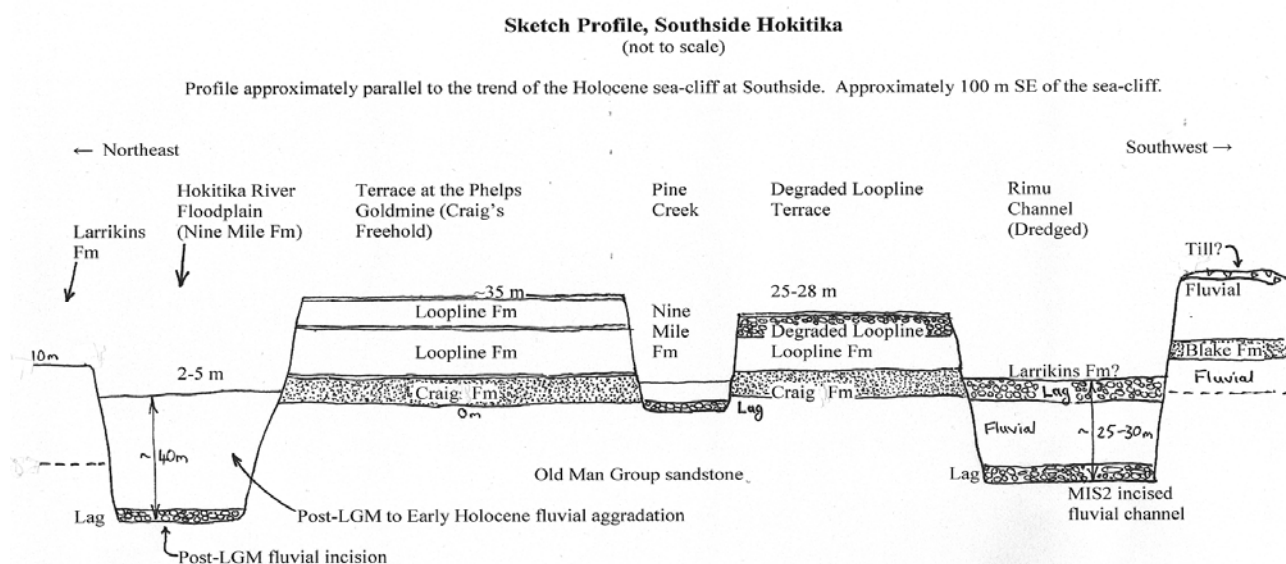 Sketch Profile, Southside Hokitika
(not to scale)
Profile approximately parallel to the trend of the Holocene sea-cliff at Southside. Approximately 100 m SE of the sea-cliff.
← Northeast
Southwest →
Larrikins
Fm
Hokitika River
Floodplain
(Nine Mile Fm)
Terrace at the Phelps
Goldmine (Craig's
Freehold)
Pine
Creek
Degraded Loopline
Terrace
Rimu
Channel
(Dredged)
Till?
10m
2-5 m
~35 m
Loopline Fm
Loopline Fm
Craig Fm
0m
Nine
Mile
Fm
Lag
25-28 m
Degraded Loopline
Loopline Fm
Craig Fm
Larrikins Fm?
Lag
Fluvial
~ 25-30m
Lag
MIS2 incised
fluvial channel
Fluvial
Blake Fm
Fluvial
~ 40m
Lag
Old Man Group sandstone
Post-LGM to Early Holocene fluvial aggradation
Post-LGM fluvial incision